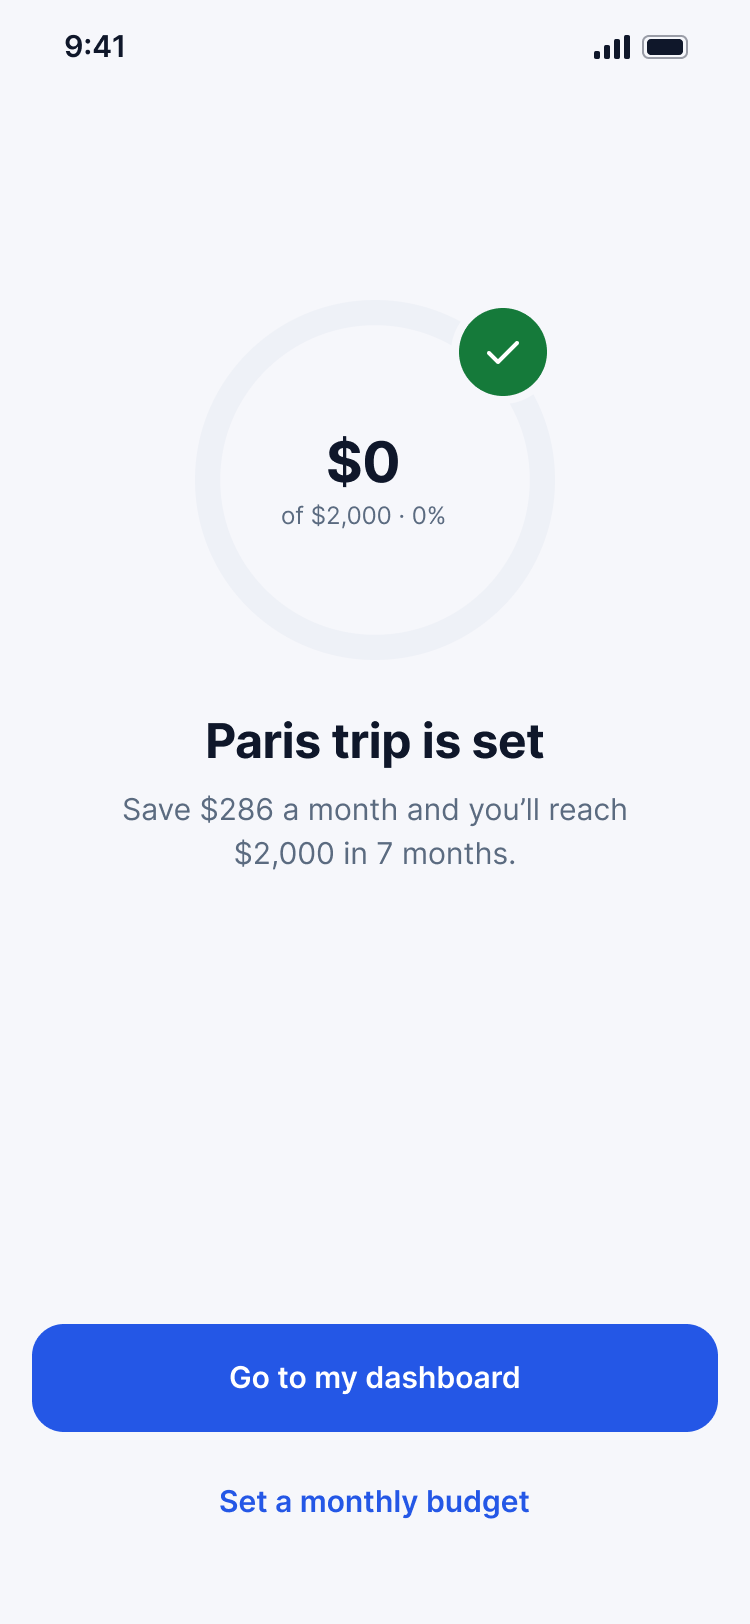 9:41
$0
of $2,000 · 0%
Paris trip is set
Save $286 a month and you’ll reach
$2,000 in 7 months.
Go to my dashboard
Set a monthly budget